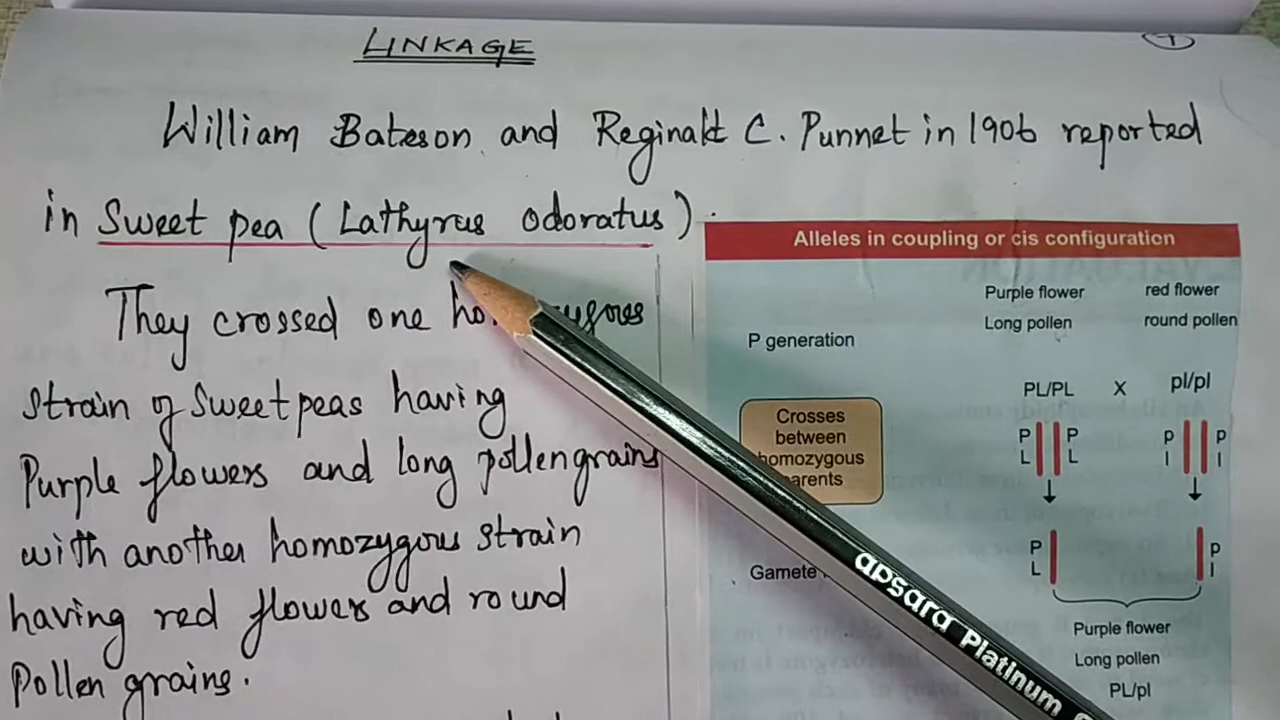 LINKAGE
1
William Bateson and Reginald C. Punnet in 1906 reported
in Sweet pea (Lathyrus odoratus).
They crossed one
strain of sweetpeas having
Purple flowers and long pollengrains
with another homozygous strain
having red flower and round
Pollen grains.
Alleles in coupling or cis configuration
Purple flower red flower
Long pollen round pollen
P generation
PL/PL X pl/pl
Crosses
between
homozygous
parents
P P p p
L L l l
P p
L l
Gamete
Purple flower
Long pollen
PL/pl
apsara Platinum